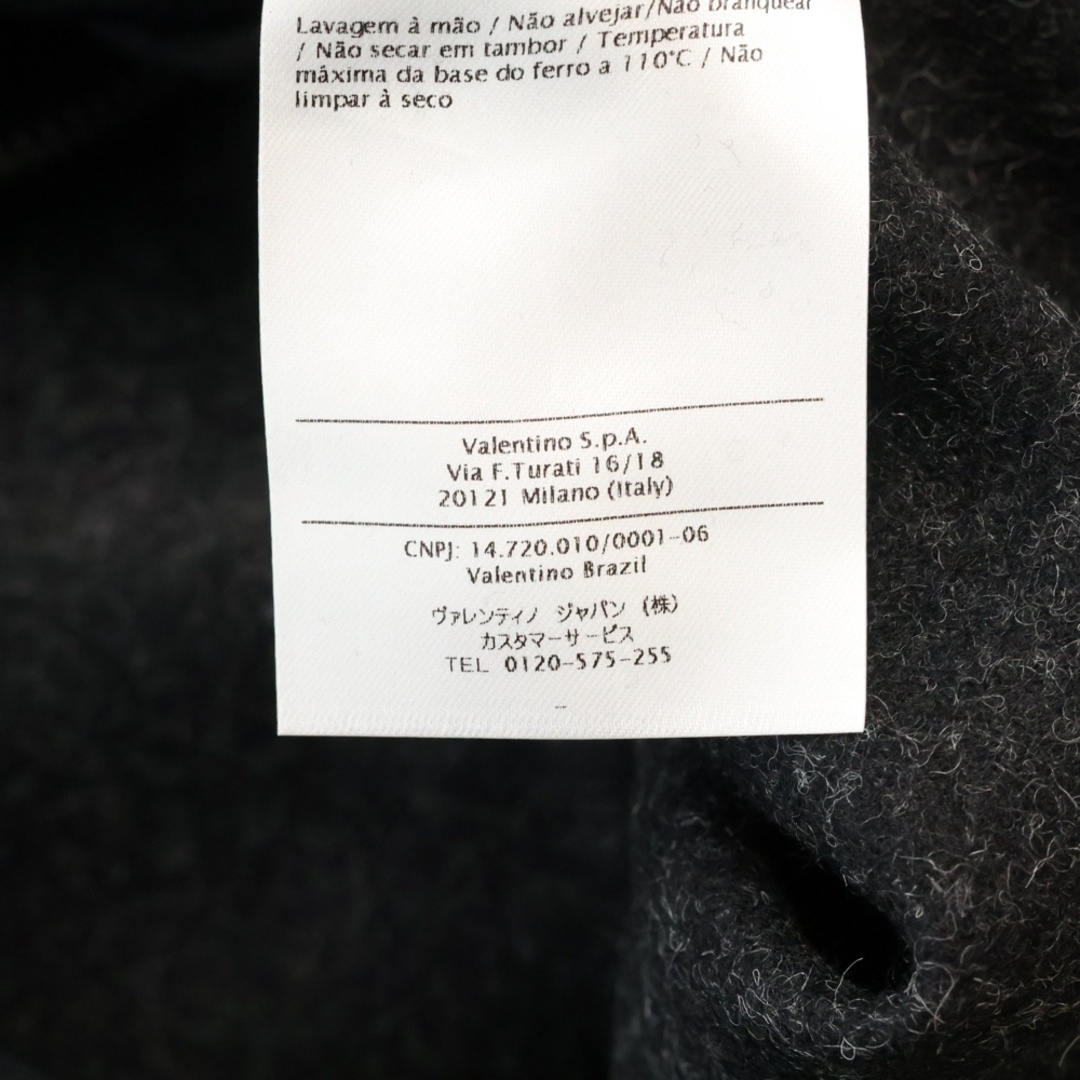 Lavagem à mão / Não alvejar/Não branquear
/ Não secar em tambor / Temperatura
máxima da base do ferro a 110°C / Não
limpar à seco
Valentino S.p.A.
Via F.Turati 16/18
20121 Milano (Italy)
CNPJ: 14.720.010/0001-06
Valentino Brazil
ヴァレンティノ ジャパン (株)
カスタマーサービス
TEL 0120-575-255